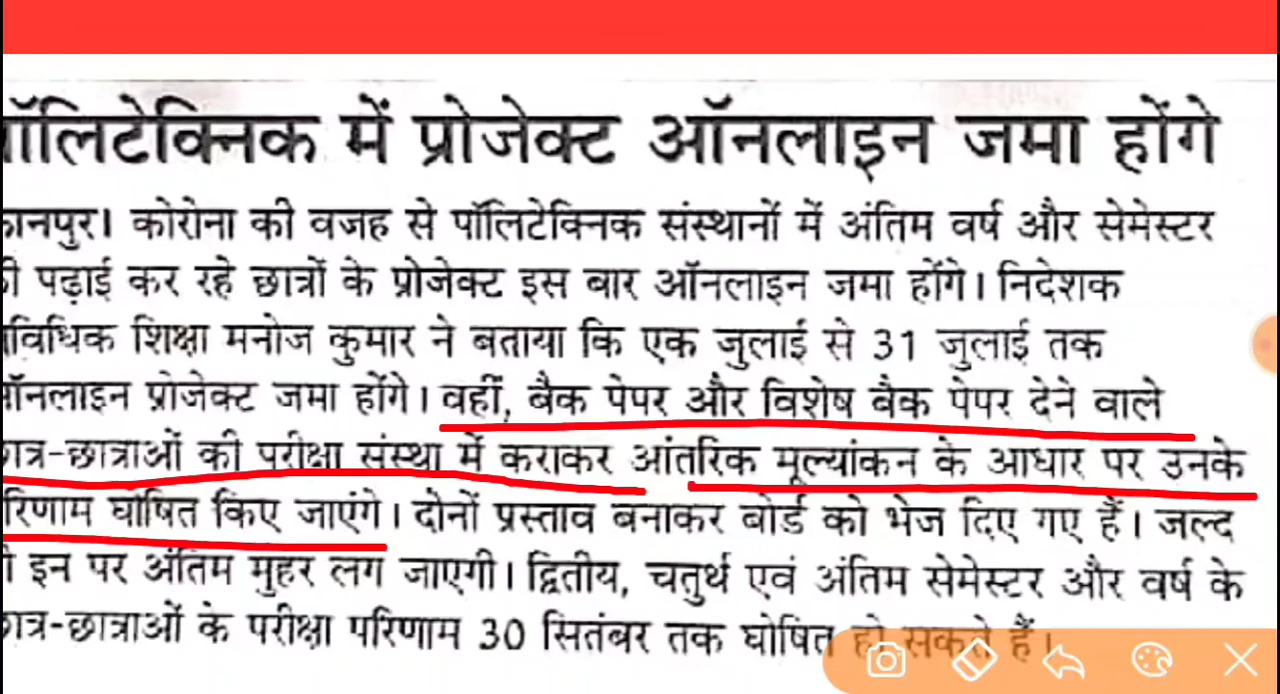 ॉलिटेक्निक में प्रोजेक्ट ऑनलाइन जमा होंगे
कानपुर। कोरोना की वजह से पॉलिटेक्निक संस्थानों में अंतिम वर्ष और सेमेस्टर
की पढ़ाई कर रहे छात्रों के प्रोजेक्ट इस बार ऑनलाइन जमा होंगे। निदेशक
ाविधिक शिक्षा मनोज कुमार ने बताया कि एक जुलाई से 31 जुलाई तक
ऑनलाइन प्रोजेक्ट जमा होंगे। वहीं, बैक पेपर और विशेष बैक पेपर देने वाले
छात्र-छात्राओं की परीक्षा संस्था में कराकर आंतरिक मूल्यांकन के आधार पर उनके
रिणाम घोषित किए जाएंगे। दोनों प्रस्ताव बनाकर बोर्ड को भेज दिए गए हैं। जल्द
ी इन पर अंतिम मुहर लग जाएगी। द्वितीय, चतुर्थ एवं अंतिम सेमेस्टर और वर्ष के
छात्र-छात्राओं के परीक्षा परिणाम 30 सितंबर तक घोषित हो सकते हैं।